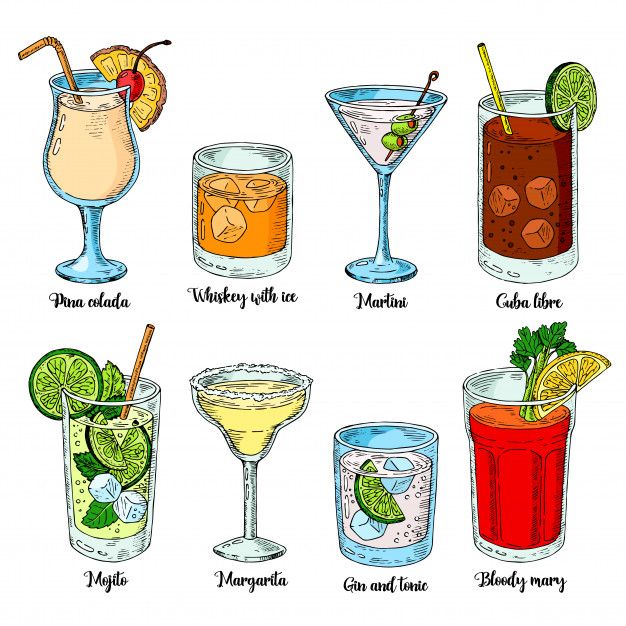 Pina colada
Whiskey with ice
Martini
Cuba libre
Mojito
Margarita
Gin and tonic
Bloody mary